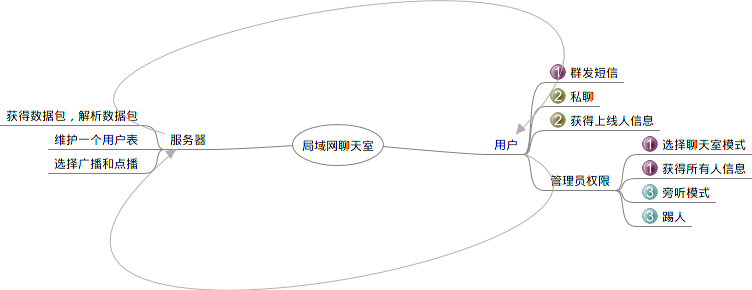 局域网聊天室
服务器
获得数据包，解析数据包
维护一个用户表
选择广播和点播
用户
1 群发短信
2 私聊
2 获得上线人信息
管理员权限
1 选择聊天室模式
1 获得所有人信息
3 旁听模式
3 踢人